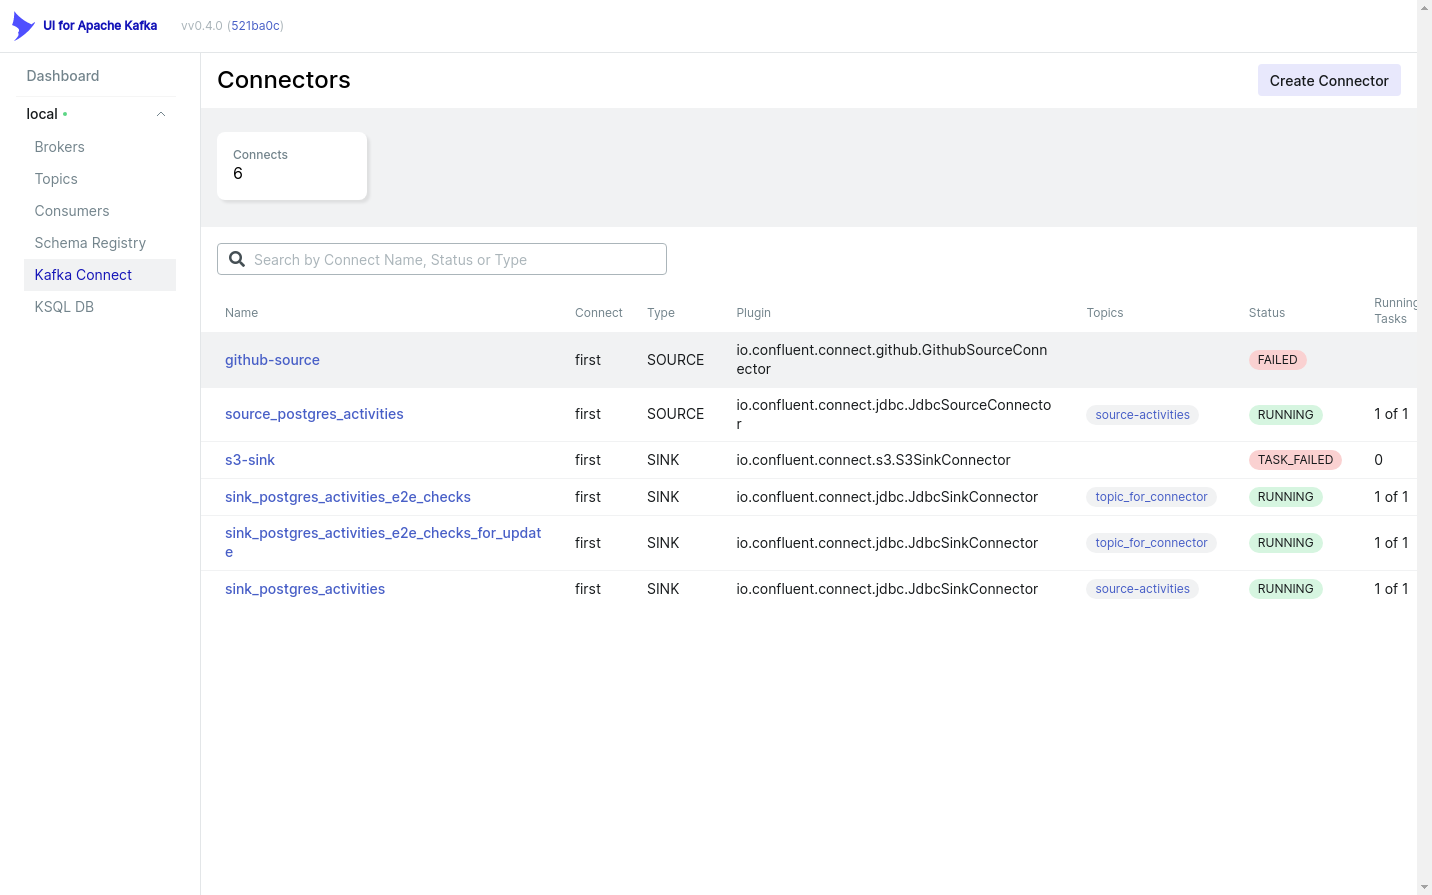 UI for Apache Kafka
vv0.4.0 (521ba0c)
Dashboard
local
Brokers
Topics
Consumers
Schema Registry
Kafka Connect
KSQL DB
Connectors
Create Connector
Connects
6
Search by Connect Name, Status or Type
Name Connect Type Plugin Topics Status Running
Tasks
github-source first SOURCE io.confluent.connect.github.GithubSourceConn
ector FAILED
source_postgres_activities first SOURCE io.confluent.connect.jdbc.JdbcSourceConnecto
r source-activities RUNNING 1 of 1
s3-sink first SINK io.confluent.connect.s3.S3SinkConnector TASK_FAILED 0
sink_postgres_activities_e2e_checks first SINK io.confluent.connect.jdbc.JdbcSinkConnector topic_for_connector RUNNING 1 of 1
sink_postgres_activities_e2e_checks_for_updat
e first SINK io.confluent.connect.jdbc.JdbcSinkConnector topic_for_connector RUNNING 1 of 1
sink_postgres_activities first SINK io.confluent.connect.jdbc.JdbcSinkConnector source-activities RUNNING 1 of 1